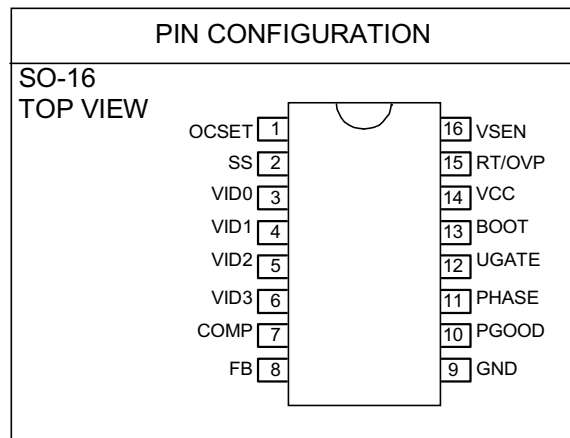 PIN CONFIGURATION
SO-16
TOP VIEW
OCSET 1 16 VSEN
SS 2 15 RT/OVP
VID0 3 14 VCC
VID1 4 13 BOOT
VID2 5 12 UGATE
VID3 6 11 PHASE
COMP 7 10 PGOOD
FB 8 9 GND